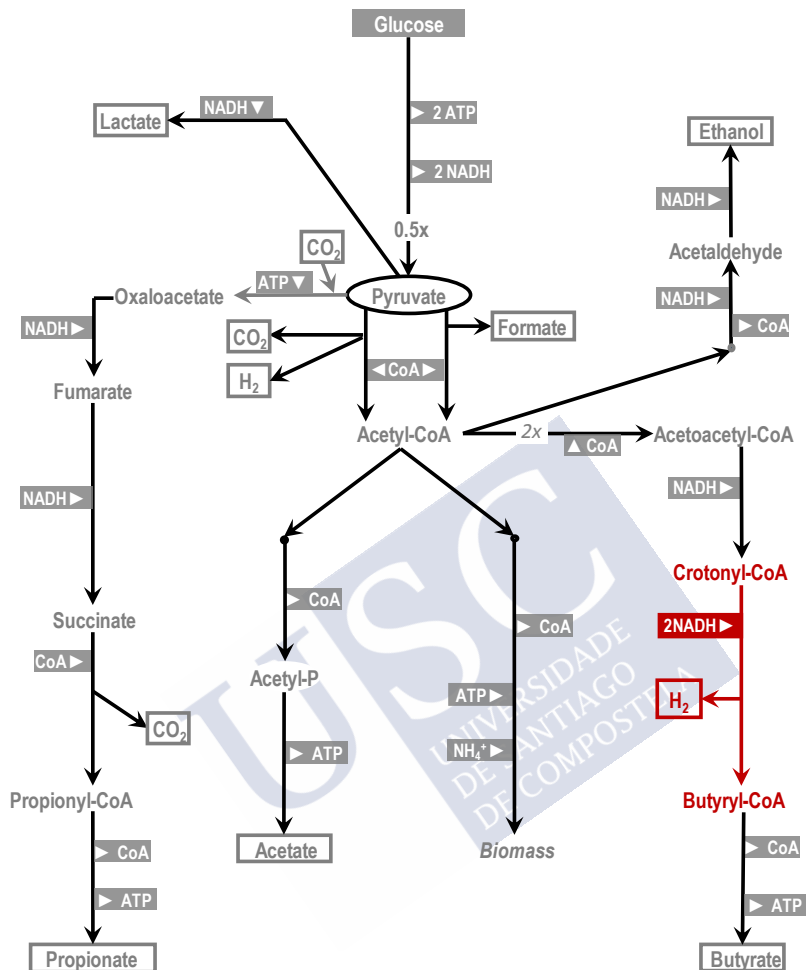 Glucose
NADH ▼
► 2 ATP
Lactate
Ethanol
► 2 NADH
NADH ►
0.5x
CO₂
Acetaldehyde
ATP ▼
Oxaloacetate
Pyruvate
NADH ►
► CoA
NADH ►
CO₂
Formate
H₂
◄ CoA ►
Fumarate
Acetyl-CoA
2x
Acetoacetyl-CoA
▲ CoA
NADH ►
NADH ►
Crotonyl-CoA
► CoA
Succinate
► CoA
2NADH ►
CoA ►
Acetyl-P
ATP ►
H₂
CO₂
► ATP
NH₄⁺ ►
USC
UNIVERSIDADE
DE SANTIAGO
DE COMPOSTELA
Propionyl-CoA
Butyryl-CoA
► CoA
Acetate
Biomass
► CoA
► ATP
► ATP
Propionate
Butyrate